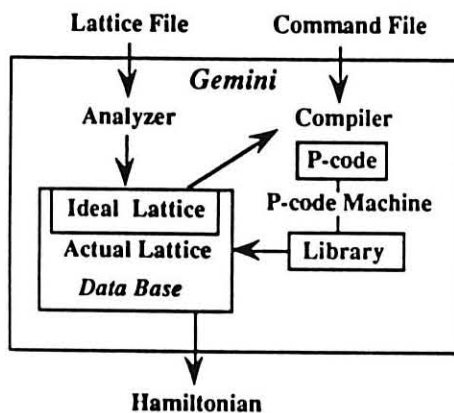 Lattice File
Command File
Gemini
Analyzer
Compiler
P-code
Ideal Lattice
P-code Machine
Actual Lattice
Library
Data Base
Hamiltonian